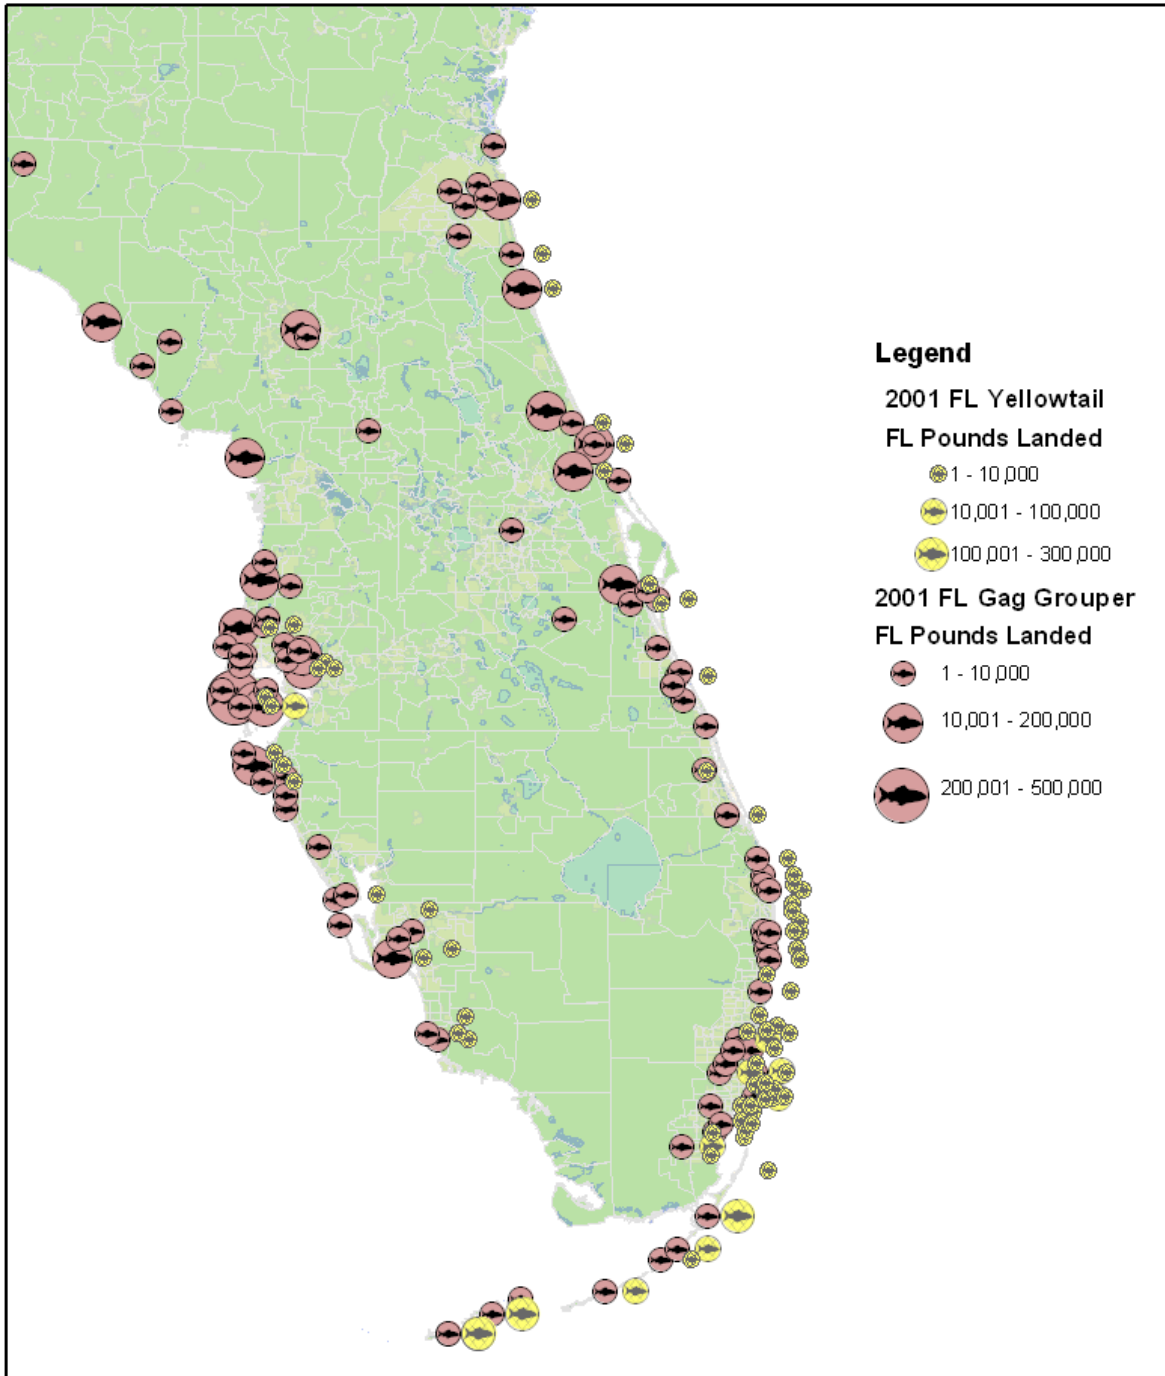 Legend
2001 FL Yellowtail
FL Pounds Landed
1 - 10,000
10,001 - 100,000
100,001 - 300,000
2001 FL Gag Grouper
FL Pounds Landed
1 - 10,000
10,001 - 200,000
200,001 - 500,000